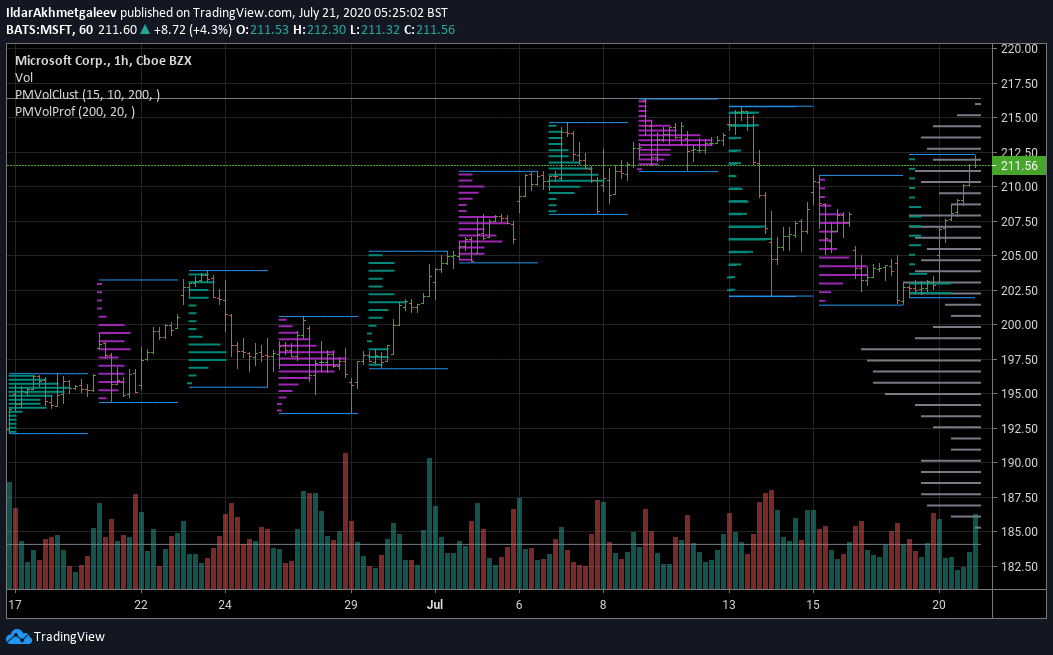 IldarAkhmetgaleev published on TradingView.com, July 21, 2020 05:25:02 BST
BATS:MSFT, 60 211.60 ▲ +8.72 (+4.3%) O:211.53 H:212.30 L:211.32 C:211.56
Microsoft Corp., 1h, Cboe BZX
Vol
PMVolClust (15, 10, 200, )
PMVolProf (200, 20, )
220.00
217.50
215.00
212.50
211.56
210.00
207.50
205.00
202.50
200.00
197.50
195.00
192.50
190.00
187.50
185.00
182.50
17 22 24 29 Jul 6 8 13 15 20
TradingView